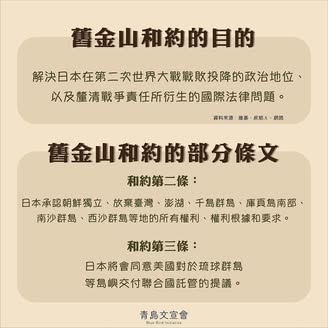 舊金山和約的目的
解決日本在第二次世界大戰戰敗投降的政治地位、
以及釐清戰爭責任所衍生的國際法律問題。
資料來源：維基、
舊金山和約的部分條文
和約第二條：
日本承認朝鮮獨立、放棄臺灣、澎湖、千島群島、庫頁島南部、
南沙群島、西沙群島等地的所有權利、權利根據和要求。
和約第三條：
日本將會同意美國對於琉球群島
等島嶼交付聯合國託管的提議。
青鳥文宣會
Blue Bird Initiative